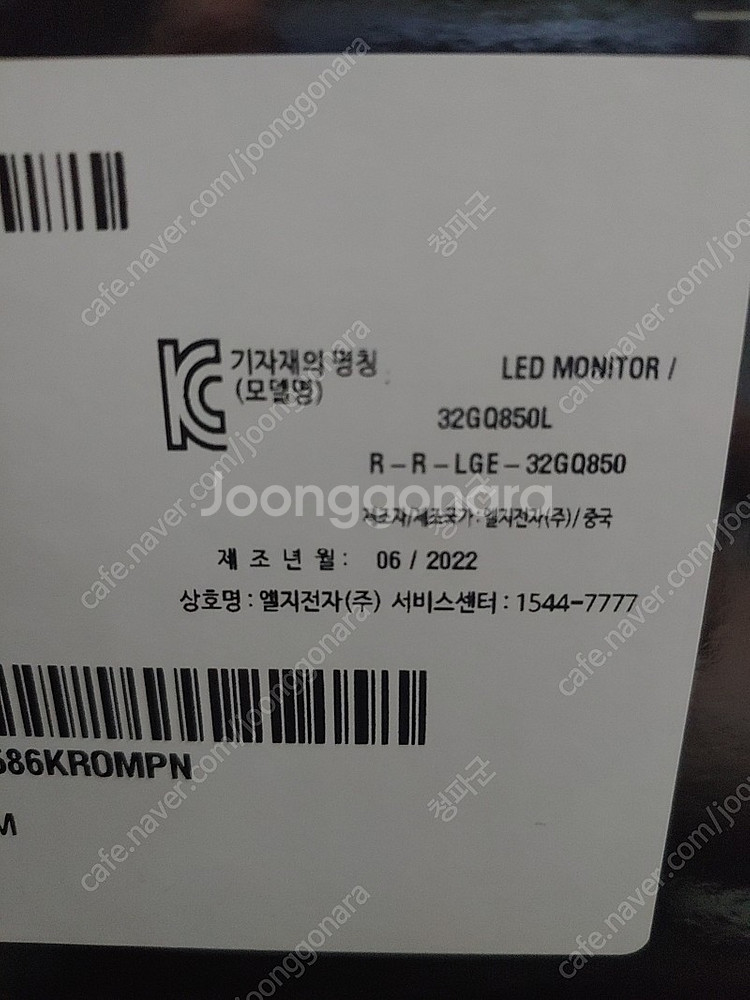 기자재의 명칭
(모델명)
LED MONITOR /
32GQ850L
R-R-LGE-32GQ850
Joonggonara
제조자/제조국가 : 엘지전자(주)/중국
제 조 년 월 : 06 / 2022
상호명 : 엘지전자(주) 서비스센터 : 1544-7777
586KROMPN
M
cafe.naver.com/joonggonara
청파군